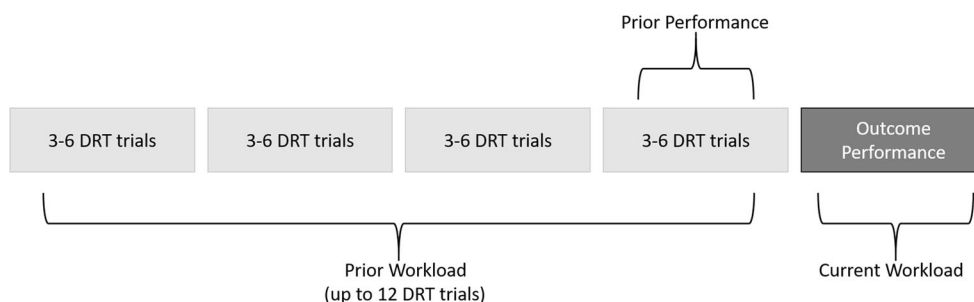 Prior Performance
3-6 DRT trials
3-6 DRT trials
3-6 DRT trials
3-6 DRT trials
Outcome
Performance
Prior Workload
(up to 12 DRT trials)
Current Workload